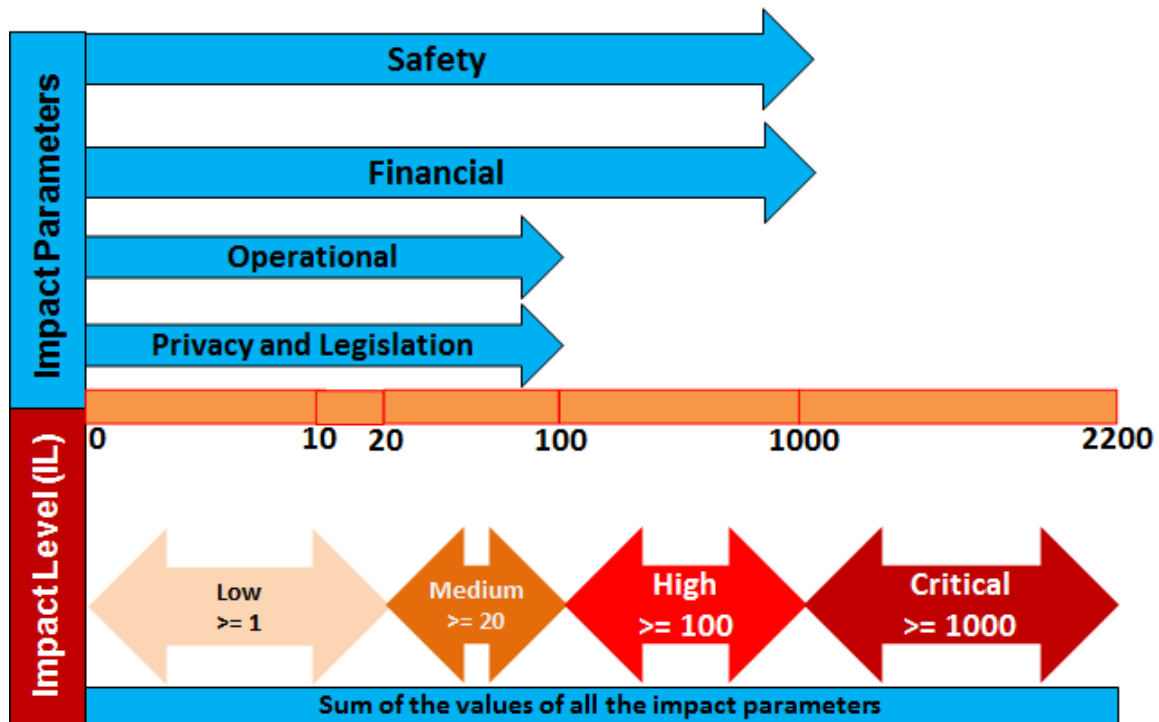 Impact Parameters
Safety
Financial
Operational
Privacy and Legislation
0 10 20 100 1000 2200
Impact Level (IL)
Low
>= 1
Medium
>= 20
High
>= 100
Critical
>= 1000
Sum of the values of all the impact parameters